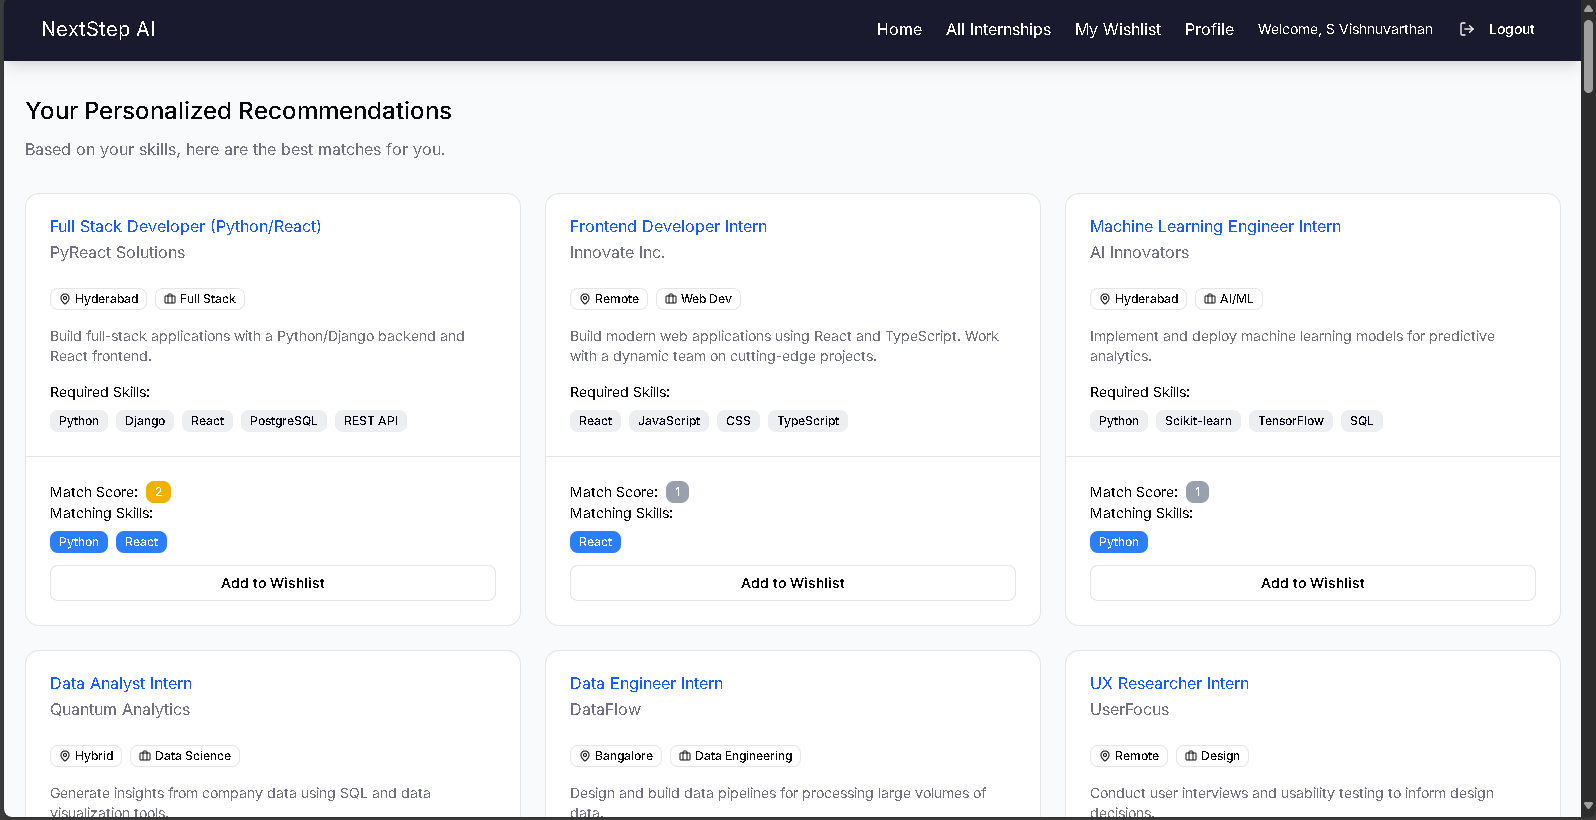 NextStep AI
Home All Internships My Wishlist Profile Welcome, S Vishnuvarthan Logout
Your Personalized Recommendations
Based on your skills, here are the best matches for you.
Full Stack Developer (Python/React)
PyReact Solutions
Hyderabad Full Stack
Build full-stack applications with a Python/Django backend and
React frontend.
Required Skills:
Python Django React PostgreSQL REST API
Match Score: 2
Matching Skills:
Python React
Add to Wishlist
Frontend Developer Intern
Innovate Inc.
Remote Web Dev
Build modern web applications using React and TypeScript. Work
with a dynamic team on cutting-edge projects.
Required Skills:
React JavaScript CSS TypeScript
Match Score: 1
Matching Skills:
React
Add to Wishlist
Machine Learning Engineer Intern
AI Innovators
Hyderabad AI/ML
Implement and deploy machine learning models for predictive
analytics.
Required Skills:
Python Scikit-learn TensorFlow SQL
Match Score: 1
Matching Skills:
Python
Add to Wishlist
Data Analyst Intern
Quantum Analytics
Hybrid Data Science
Generate insights from company data using SQL and data
visualization tools.
Data Engineer Intern
DataFlow
Bangalore Data Engineering
Design and build data pipelines for processing large volumes of
data.
UX Researcher Intern
UserFocus
Remote Design
Conduct user interviews and usability testing to inform design
decisions.